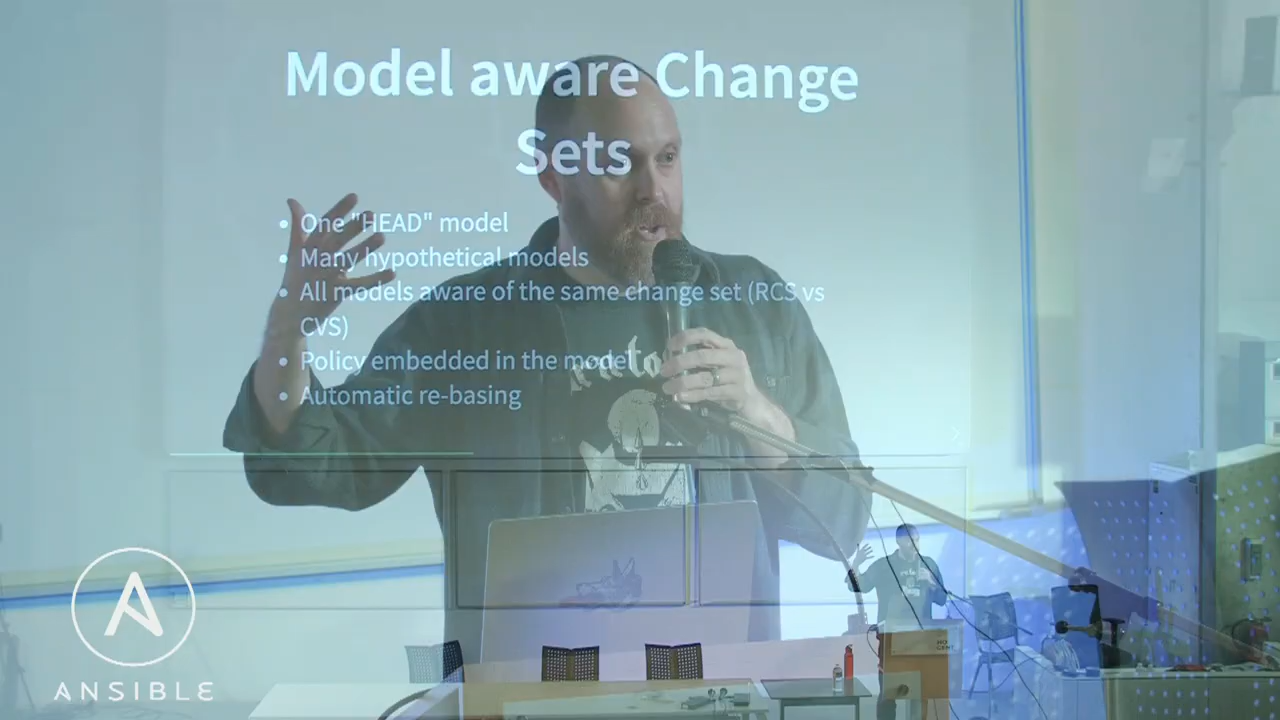 Model aware Change
Sets
• One "HEAD" model
• Many hypothetical models
• All models aware of the same change set (RCS vs
CVS)
• Policy embedded in the model
• Automatic re-basing
ANSIBLE